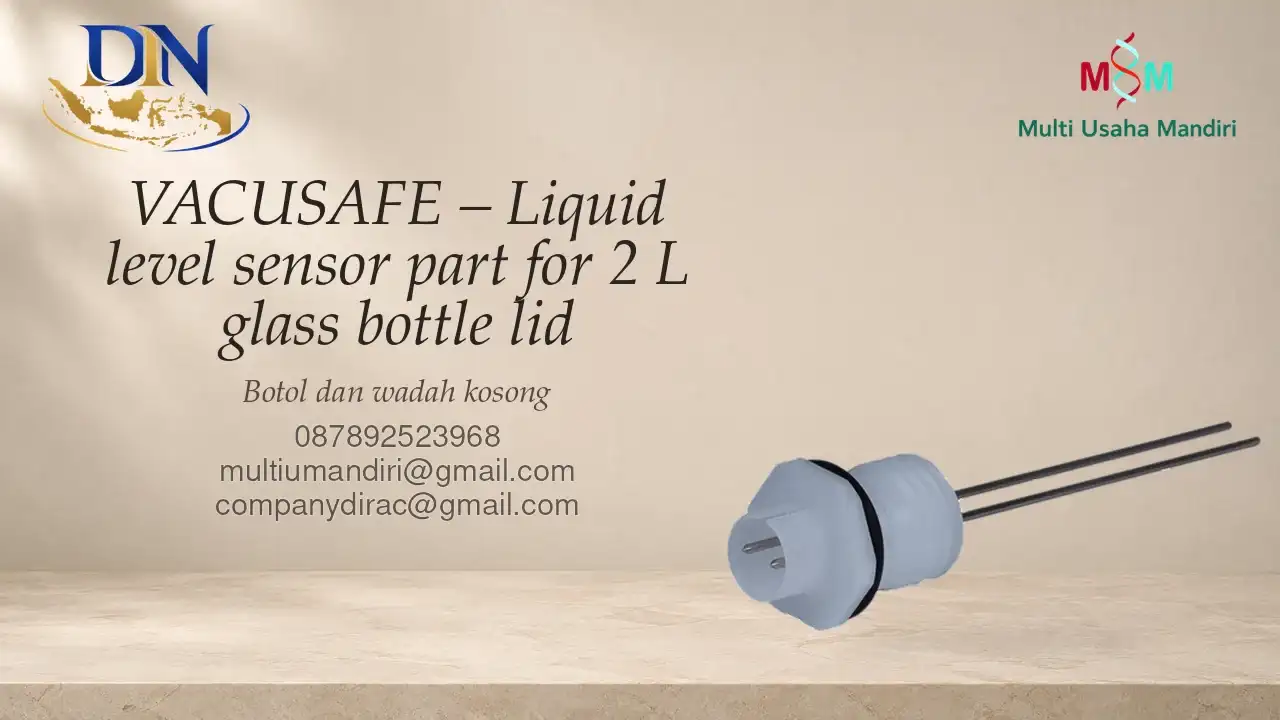 DIN
MSM
Multi Usaha Mandiri
VACUSAFE – Liquid
level sensor part for 2 L
glass bottle lid
Botol dan wadah kosong
087892523968
multiumandiri@gmail.com
companydirac@gmail.com